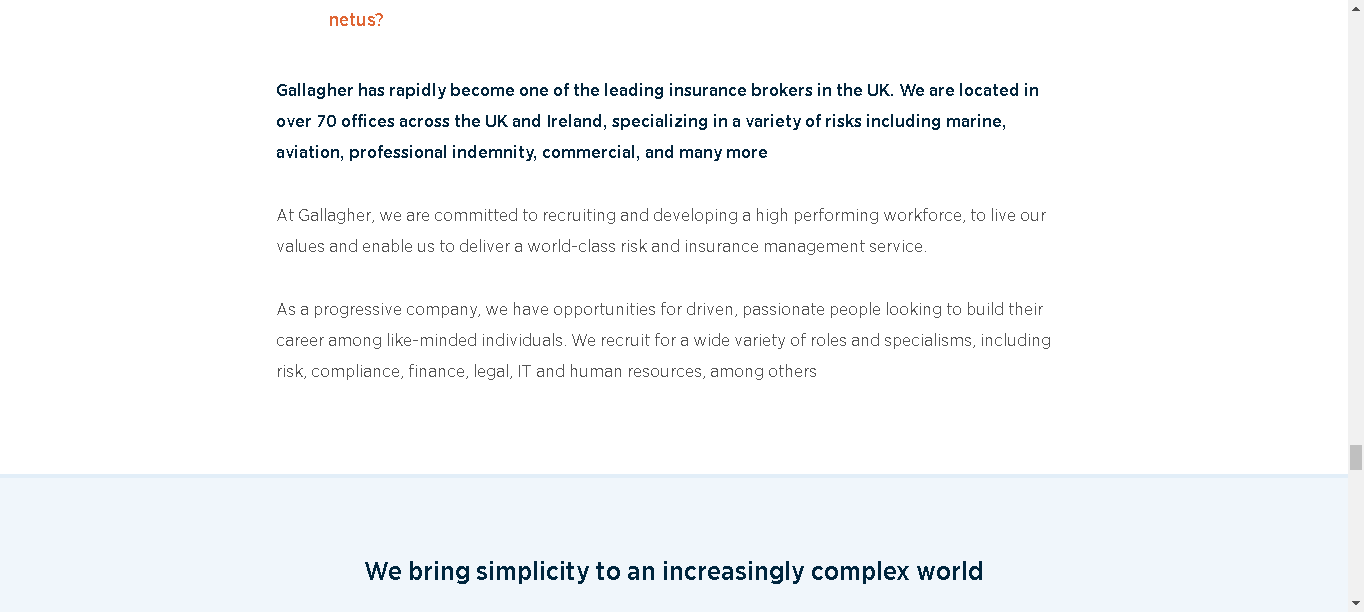 netus?
Gallagher has rapidly become one of the leading insurance brokers in the UK. We are located in
over 70 offices across the UK and Ireland, specializing in a variety of risks including marine,
aviation, professional indemnity, commercial, and many more
At Gallagher, we are committed to recruiting and developing a high performing workforce, to live our
values and enable us to deliver a world-class risk and insurance management service.
As a progressive company, we have opportunities for driven, passionate people looking to build their
career among like-minded individuals. We recruit for a wide variety of roles and specialisms, including
risk, compliance, finance, legal, IT and human resources, among others
We bring simplicity to an increasingly complex world